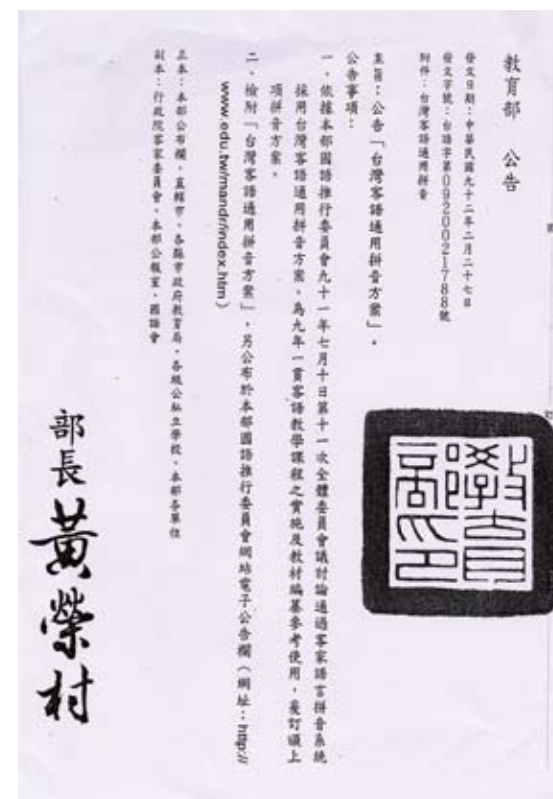 教育部 公告
發文日期：中華民國九十二年二月二十七日
發文字號：台語字第0920021788號
附件：台灣客語通用拼音
主旨：公告「台灣客語通用拼音方案」。
公告事項：
一、依據本部國語推行委員會九十一年七月十日第十一次全體委員會議討論通過客家語言拼音系統
採用台灣客語通用拼音方案，為九年一貫客語教學課程之實施及教材編纂參考使用，爰訂頒上
項拼音方案。
二、檢附「台灣客語通用拼音方案」，另公布於本部國語推行委員會網站電子公告欄（網址：http://
www.edu.tw/mandr/index.htm）
正本：本部公布欄、直轄市、各縣市政府教育局、各級公私立學校、本部各單位
副本：行政院客家委員會、本部公報室、國語會
部長 黃榮村
教育部印